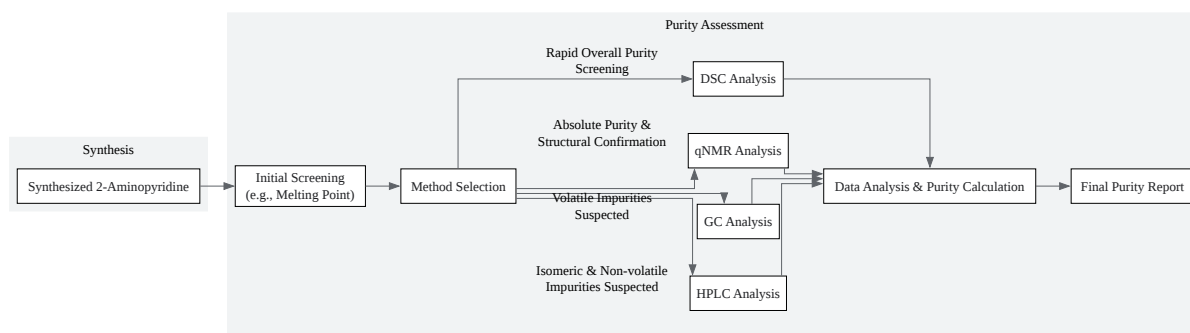 Purity Assessment
Synthesis
Synthesized 2-Aminopyridine
Initial Screening
(e.g., Melting Point)
Method Selection
Rapid Overall Purity
Screening
DSC Analysis
Absolute Purity &
Structural Confirmation
qNMR Analysis
Volatile Impurities
Suspected
GC Analysis
Isomeric & Non-volatile
Impurities Suspected
HPLC Analysis
Data Analysis & Purity Calculation
Final Purity Report